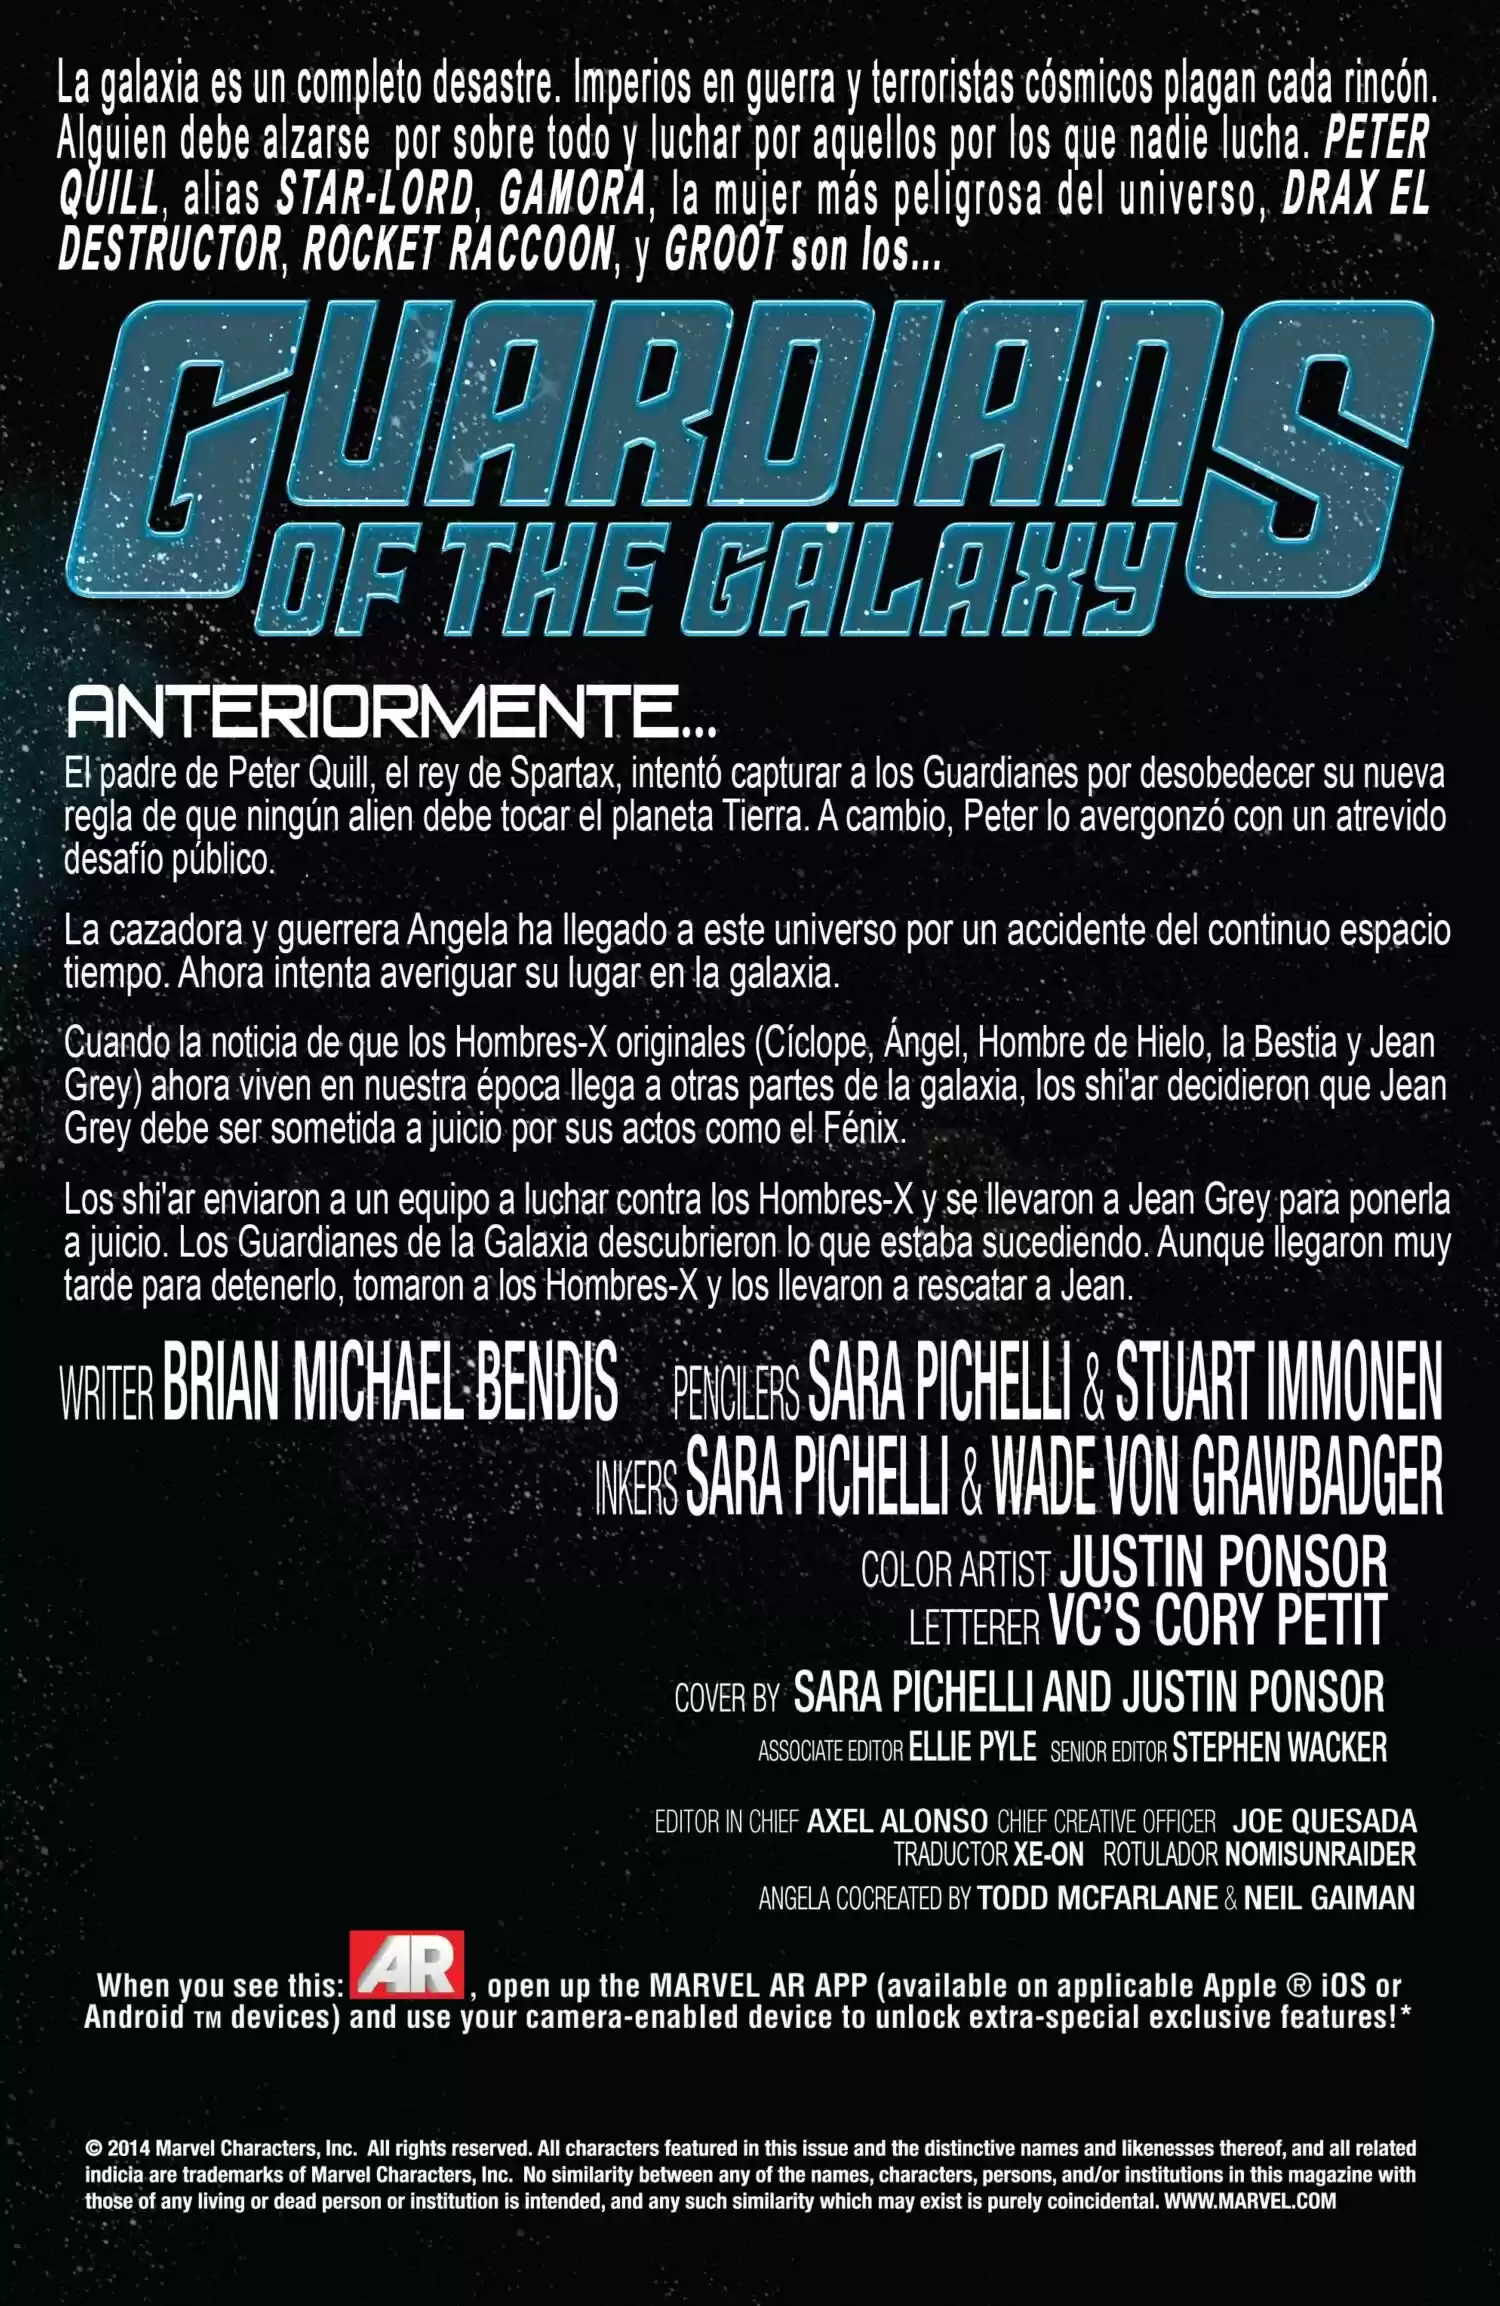 La galaxia es un completo desastre. Imperios en guerra y terroristas cósmicos plagan cada rincón.
Alguien debe alzarse por sobre todo y luchar por aquellos por los que nadie lucha. PETER
QUILL, alias STAR-LORD, GAMORA, la mujer más peligrosa del universo, DRAX EL
DESTRUCTOR, ROCKET RACCOON, y GROOT son los...
GUARDIANS
OF THE GALAXY
ANTERIORMENTE...
El padre de Peter Quill, el rey de Spartax, intentó capturar a los Guardianes por desobedecer su nueva
regla de que ningún alien debe tocar el planeta Tierra. A cambio, Peter lo avergonzó con un atrevido
desafío público.
La cazadora y guerrera Angela ha llegado a este universo por un accidente del continuo espacio
tiempo. Ahora intenta averiguar su lugar en la galaxia.
Cuando la noticia de que los Hombres-X originales (Cíclope, Ángel, Hombre de Hielo, la Bestia y Jean
Grey) ahora viven en nuestra época llega a otras partes de la galaxia, los shi'ar decidieron que Jean
Grey debe ser sometida a juicio por sus actos como el Fénix.
Los shi'ar enviaron a un equipo a luchar contra los Hombres-X y se llevaron a Jean Grey para ponerla
a juicio. Los Guardianes de la Galaxia descubrieron lo que estaba sucediendo. Aunque llegaron muy
tarde para detenerlo, tomaron a los Hombres-X y los llevaron a rescatar a Jean.
WRITER BRIAN MICHAEL BENDIS PENCILERS SARA PICHELLI & STUART IMMONEN
INKERS SARA PICHELLI & WADE VON GRAWBADGER
COLOR ARTIST JUSTIN PONSOR
LETTERER VC'S CORY PETIT
COVER BY SARA PICHELLI AND JUSTIN PONSOR
ASSOCIATE EDITOR ELLIE PYLE SENIOR EDITOR STEPHEN WACKER
EDITOR IN CHIEF AXEL ALONSO CHIEF CREATIVE OFFICER JOE QUESADA
TRADUCTOR XE-ON ROTULADOR NOMISUNRAIDER
ANGELA COCREATED BY TODD MCFARLANE & NEIL GAIMAN
When you see this: AR, open up the MARVEL AR APP (available on applicable Apple ® iOS or
Android TM devices) and use your camera-enabled device to unlock extra-special exclusive features!*
© 2014 Marvel Characters, Inc. All rights reserved. All characters featured in this issue and the distinctive names and likenesses thereof, and all related
indicia are trademarks of Marvel Characters, Inc. No similarity between any of the names, characters, persons, and/or institutions in this magazine with
those of any living or dead person or institution is intended, and any such similarity which may exist is purely coincidental. WWW.MARVEL.COM